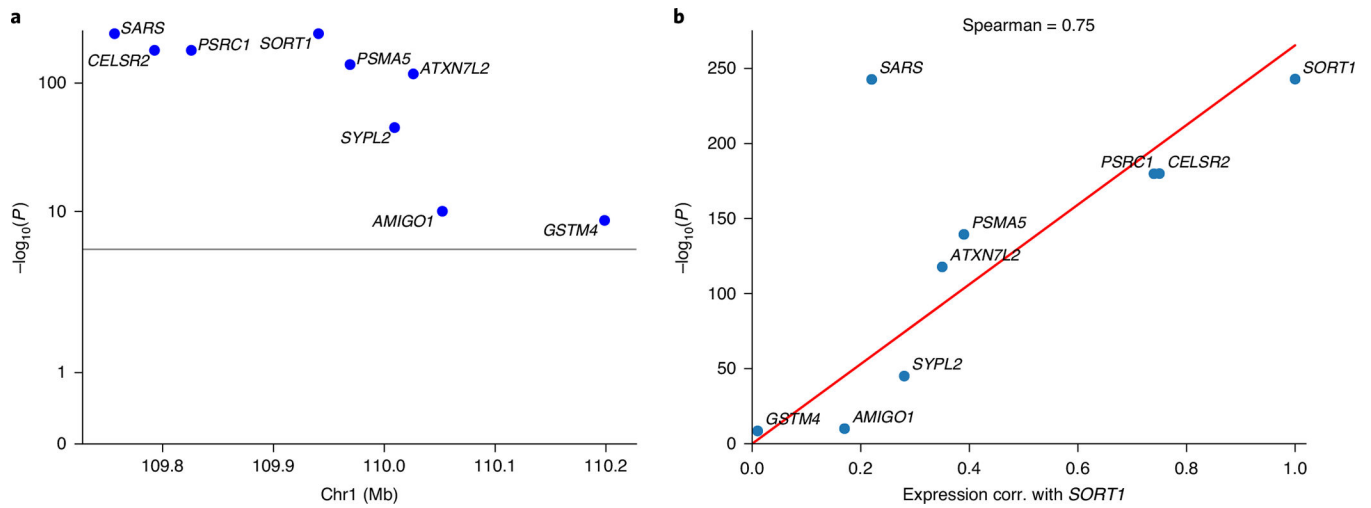 a
SARS
CELSR2
PSRC1
SORT1
PSMA5
ATXN7L2
SYPL2
AMIGO1
GSTM4
100
10
1
0
–log10(P)
109.8 109.9 110.0 110.1 110.2
Chr1 (Mb)
b
Spearman = 0.75
SARS
SORT1
PSRC1
CELSR2
PSMA5
ATXN7L2
SYPL2
GSTM4
AMIGO1
250
200
150
100
50
0
–log10(P)
0.0 0.2 0.4 0.6 0.8 1.0
Expression corr. with SORT1